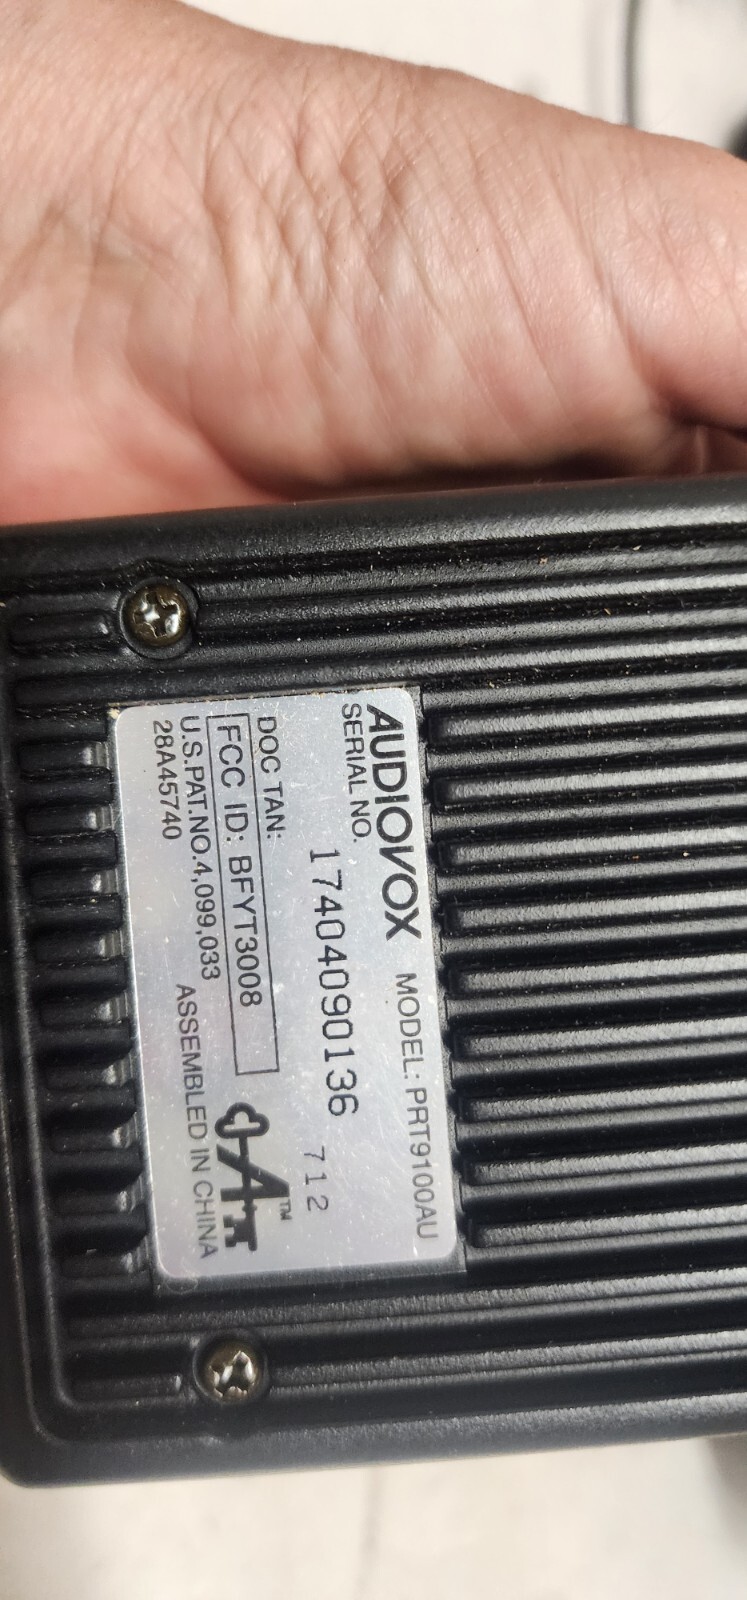 AUDIOVOX MODEL: PRT9100AU
SERIAL NO.
17404090136 712
DOC TAN:
FCC ID: BFYT3008
U.S.PAT.NO.4,099,033
28A45740 ASSEMBLED IN CHINA
A TM